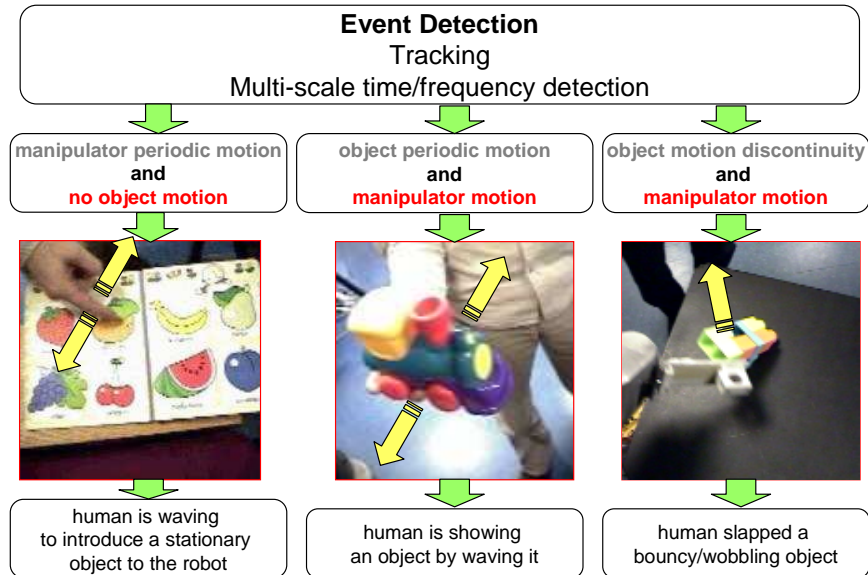 Event Detection
Tracking
Multi-scale time/frequency detection
manipulator periodic motion
and
no object motion
object periodic motion
and
manipulator motion
object motion discontinuity
and
manipulator motion
human is waving
to introduce a stationary
object to the robot
human is showing
an object by waving it
human slapped a
bouncy/wobbling object